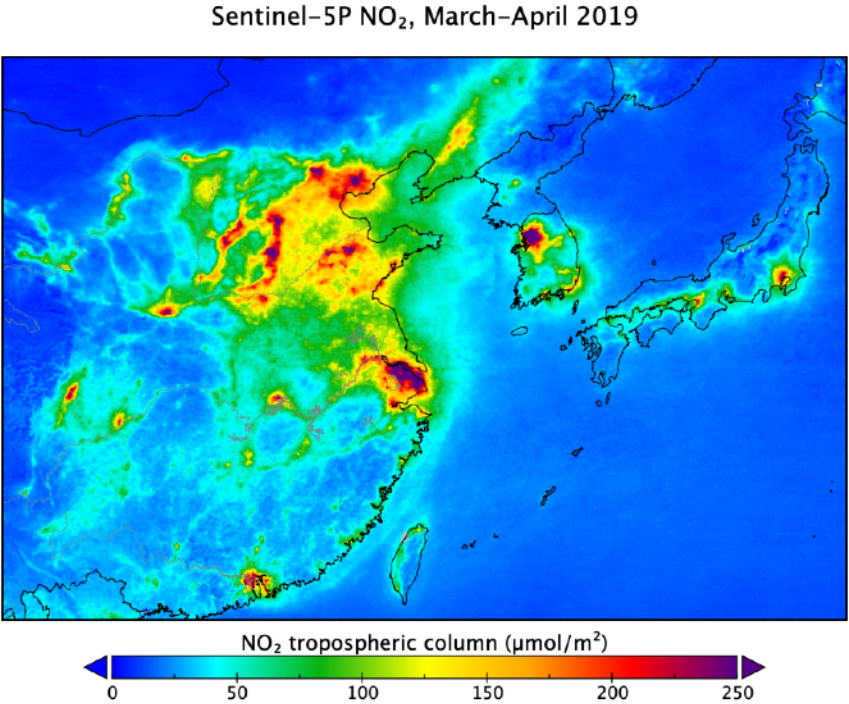 Sentinel–5P NO₂, March–April 2019
NO₂ tropospheric column (μmol/m²)
0 50 100 150 200 250